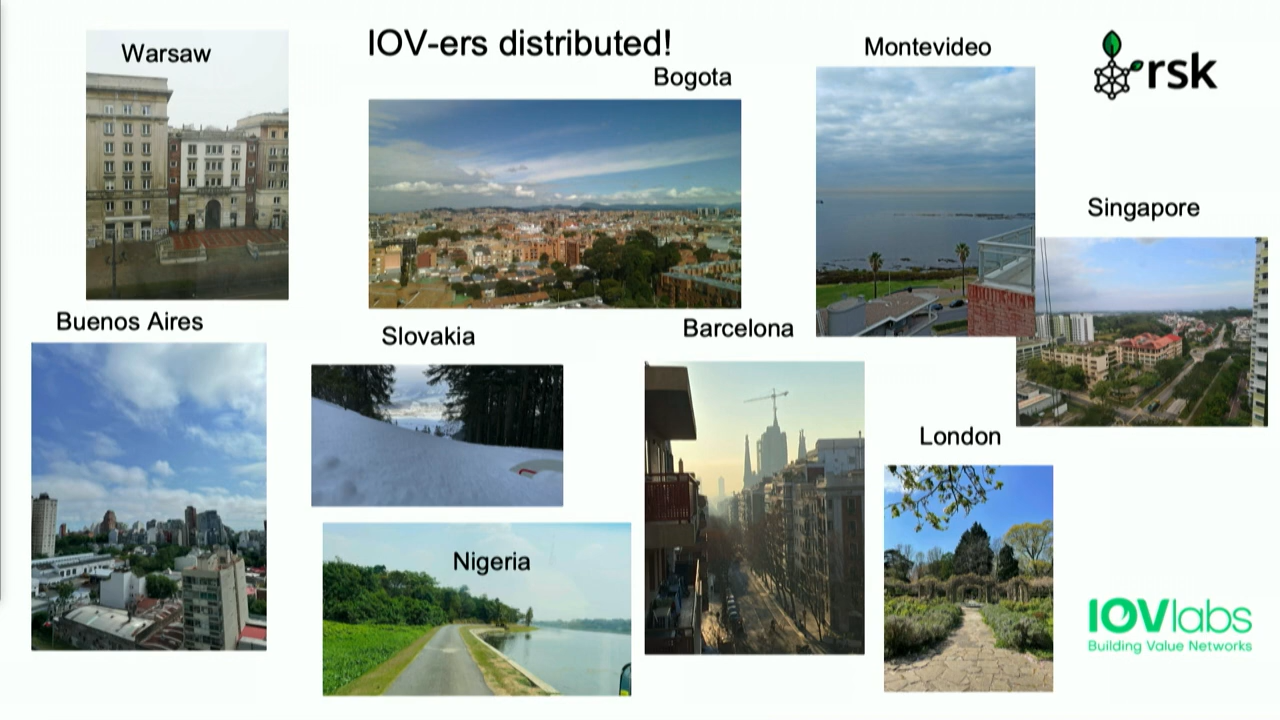 IOV-ers distributed!
Warsaw
Bogota
Montevideo
rsk
Singapore
Buenos Aires
Slovakia
Barcelona
London
Nigeria
IOVlabs
Building Value Networks